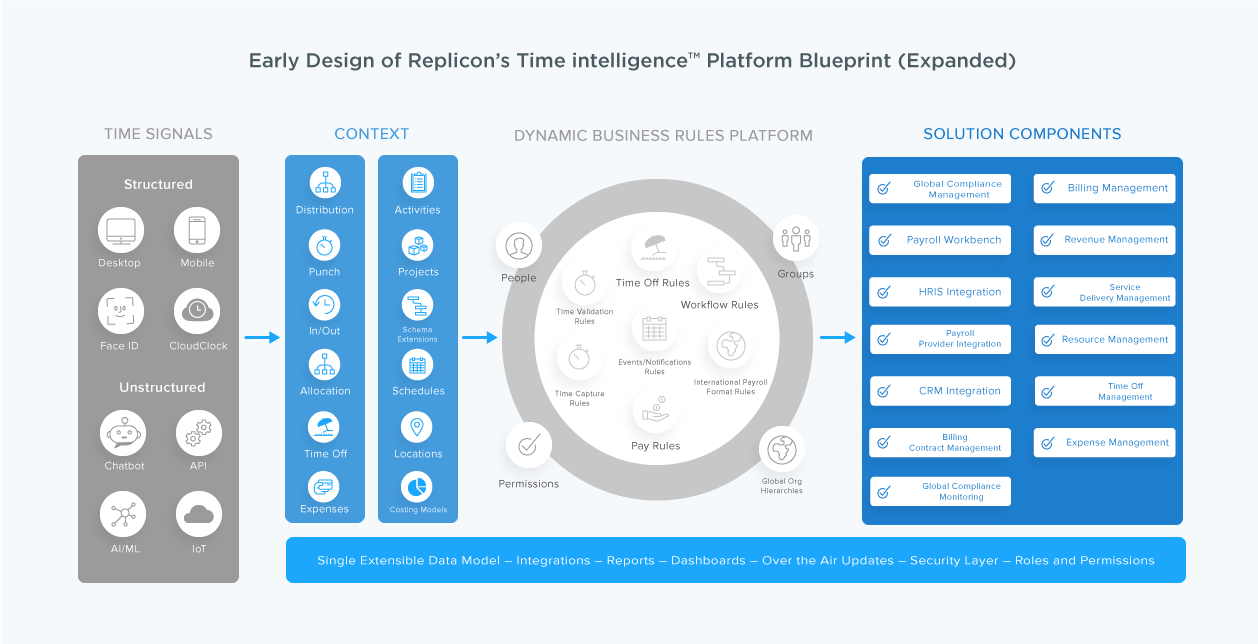 Early Design of Replicon's Time intelligence™ Platform Blueprint (Expanded)
TIME SIGNALS
Structured
Desktop
Mobile
Face ID
CloudClock
Unstructured
Chatbot
API
AI/ML
IoT
CONTEXT
Distribution
Punch
In/Out
Allocation
Time Off
Expenses
Activities
Projects
Schema
Extensions
Schedules
Locations
Costing Models
DYNAMIC BUSINESS RULES PLATFORM
People
Groups
Time Off Rules
Workflow Rules
Time Validation
Rules
Events/Notifications
Rules
International Payroll
Format Rules
Time Capture
Rules
Pay Rules
Permissions
Global Org
Hierarchies
SOLUTION COMPONENTS
Global Compliance
Management
Payroll Workbench
HRIS Integration
Payroll
Provider Integration
CRM Integration
Billing
Contract Management
Global Compliance
Monitoring
Billing Management
Revenue Management
Service
Delivery Management
Resource Management
Time Off
Management
Expense Management
Single Extensible Data Model – Integrations – Reports – Dashboards – Over the Air Updates – Security Layer – Roles and Permissions